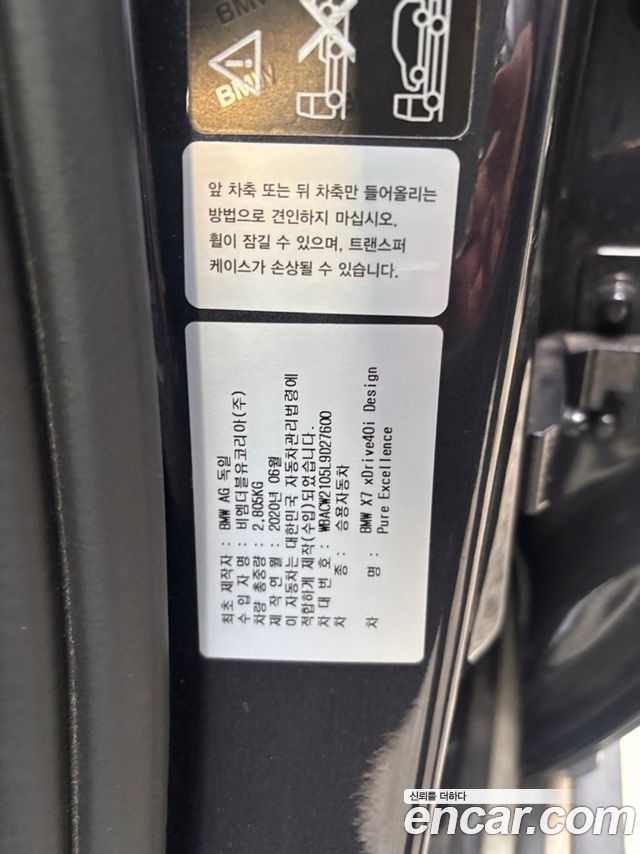 BMW
BMW
앞 차축 또는 뒤 차축만 들어올리는
방법으로 견인하지 마십시오.
휠이 잠길 수 있으며, 트랜스퍼
케이스가 손상될 수 있습니다.
최초 제작자 : BMW AG 독일
수 입 자 명 : 비엠더블유코리아(주)
차량 총중량 : 2,805KG
제 작 연 월 : 2020년 06월
이 자동차는 대한민국 자동차관리법령에
적합하게 제작(수입)되었습니다.
차 대 번 호 : WBACW2105L9D27600
차 종 : 승용자동차
차 명 : BMW X7 xDrive40i Design
Pure Excellence
신뢰를 더하다
encar.com